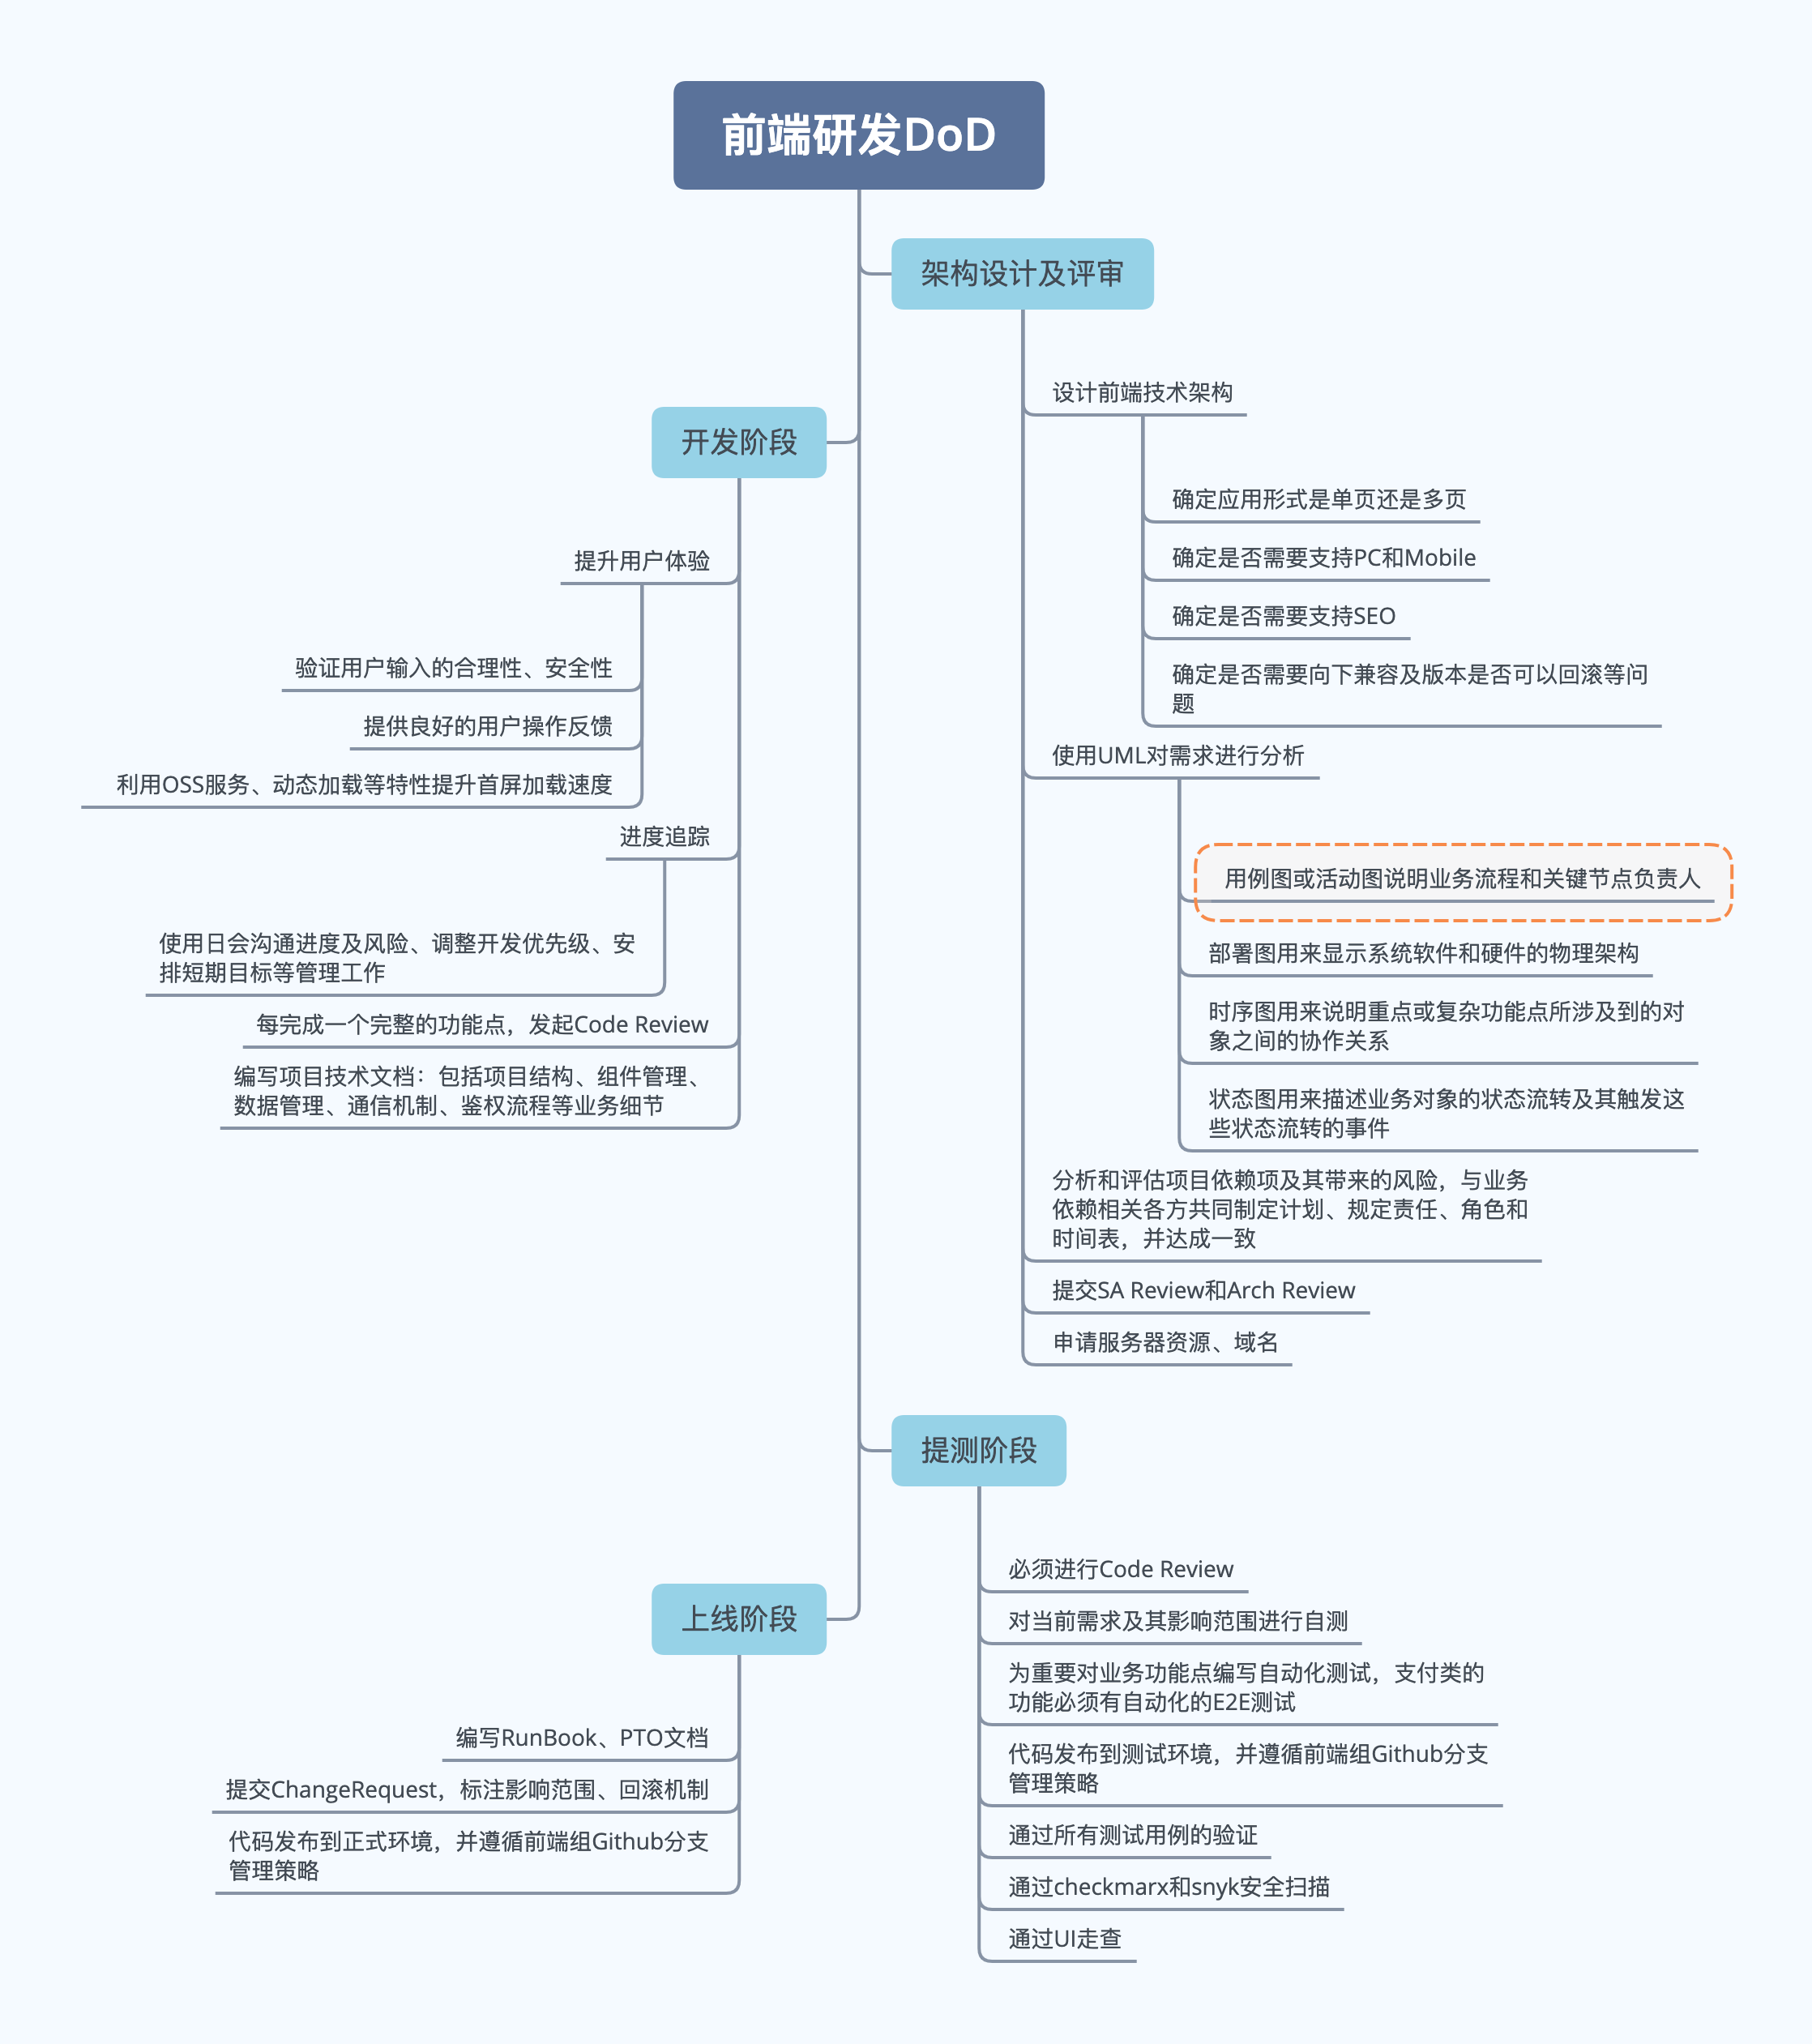 前端研发DoD
架构设计及评审
设计前端技术架构
确定应用形式是单页还是多页
确定是否需要支持PC和Mobile
确定是否需要支持SEO
确定是否需要向下兼容及版本是否可以回滚等问
题
使用UML对需求进行分析
用例图或活动图说明业务流程和关键节点负责人
部署图用来显示系统软件和硬件的物理架构
时序图用来说明重点或复杂功能点所涉及到的对
象之间的协作关系
状态图用来描述业务对象的状态流转及其触发这
些状态流转的事件
分析和评估项目依赖项及其带来的风险，与业务
依赖相关各方共同制定计划、规定责任、角色和
时间表，并达成一致
提交SA Review和Arch Review
申请服务器资源、域名
开发阶段
提升用户体验
验证用户输入的合理性、安全性
提供良好的用户操作反馈
利用OSS服务、动态加载等特性提升首屏加载速度
进度追踪
使用日会沟通进度及风险、调整开发优先级、安
排短期目标等管理工作
每完成一个完整的功能点，发起Code Review
编写项目技术文档：包括项目结构、组件管理、
数据管理、通信机制、鉴权流程等业务细节
提测阶段
必须进行Code Review
对当前需求及其影响范围进行自测
为重要对业务功能点编写自动化测试，支付类的
功能必须有自动化的E2E测试
代码发布到测试环境，并遵循前端组Github分支
管理策略
通过所有测试用例的验证
通过checkmarx和snyk安全扫描
通过UI走查
上线阶段
编写RunBook、PTO文档
提交ChangeRequest，标注影响范围、回滚机制
代码发布到正式环境，并遵循前端组Github分支
管理策略